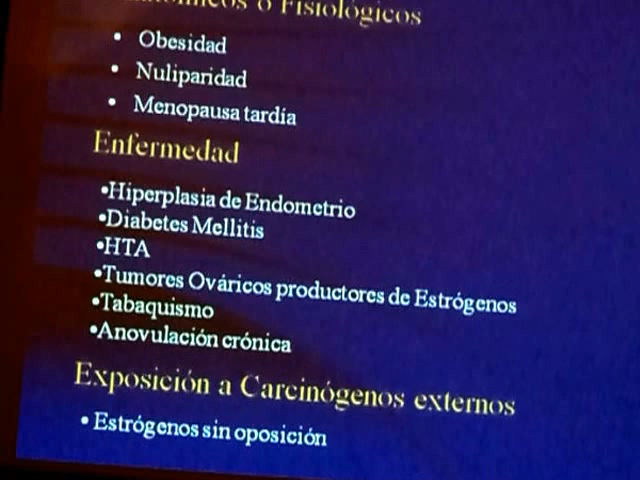 o Fisiológicos
• Obesidad
• Nuliparidad
• Menopausa tardía
Enfermedad
•Hiperplasia de Endometrio
•Diabetes Mellitis
•HTA
•Tumores Ováricos productores de Estrógenos
•Tabaquismo
•Anovulación crónica
Exposición a Carcinógenos externos
• Estrógenos sin oposición